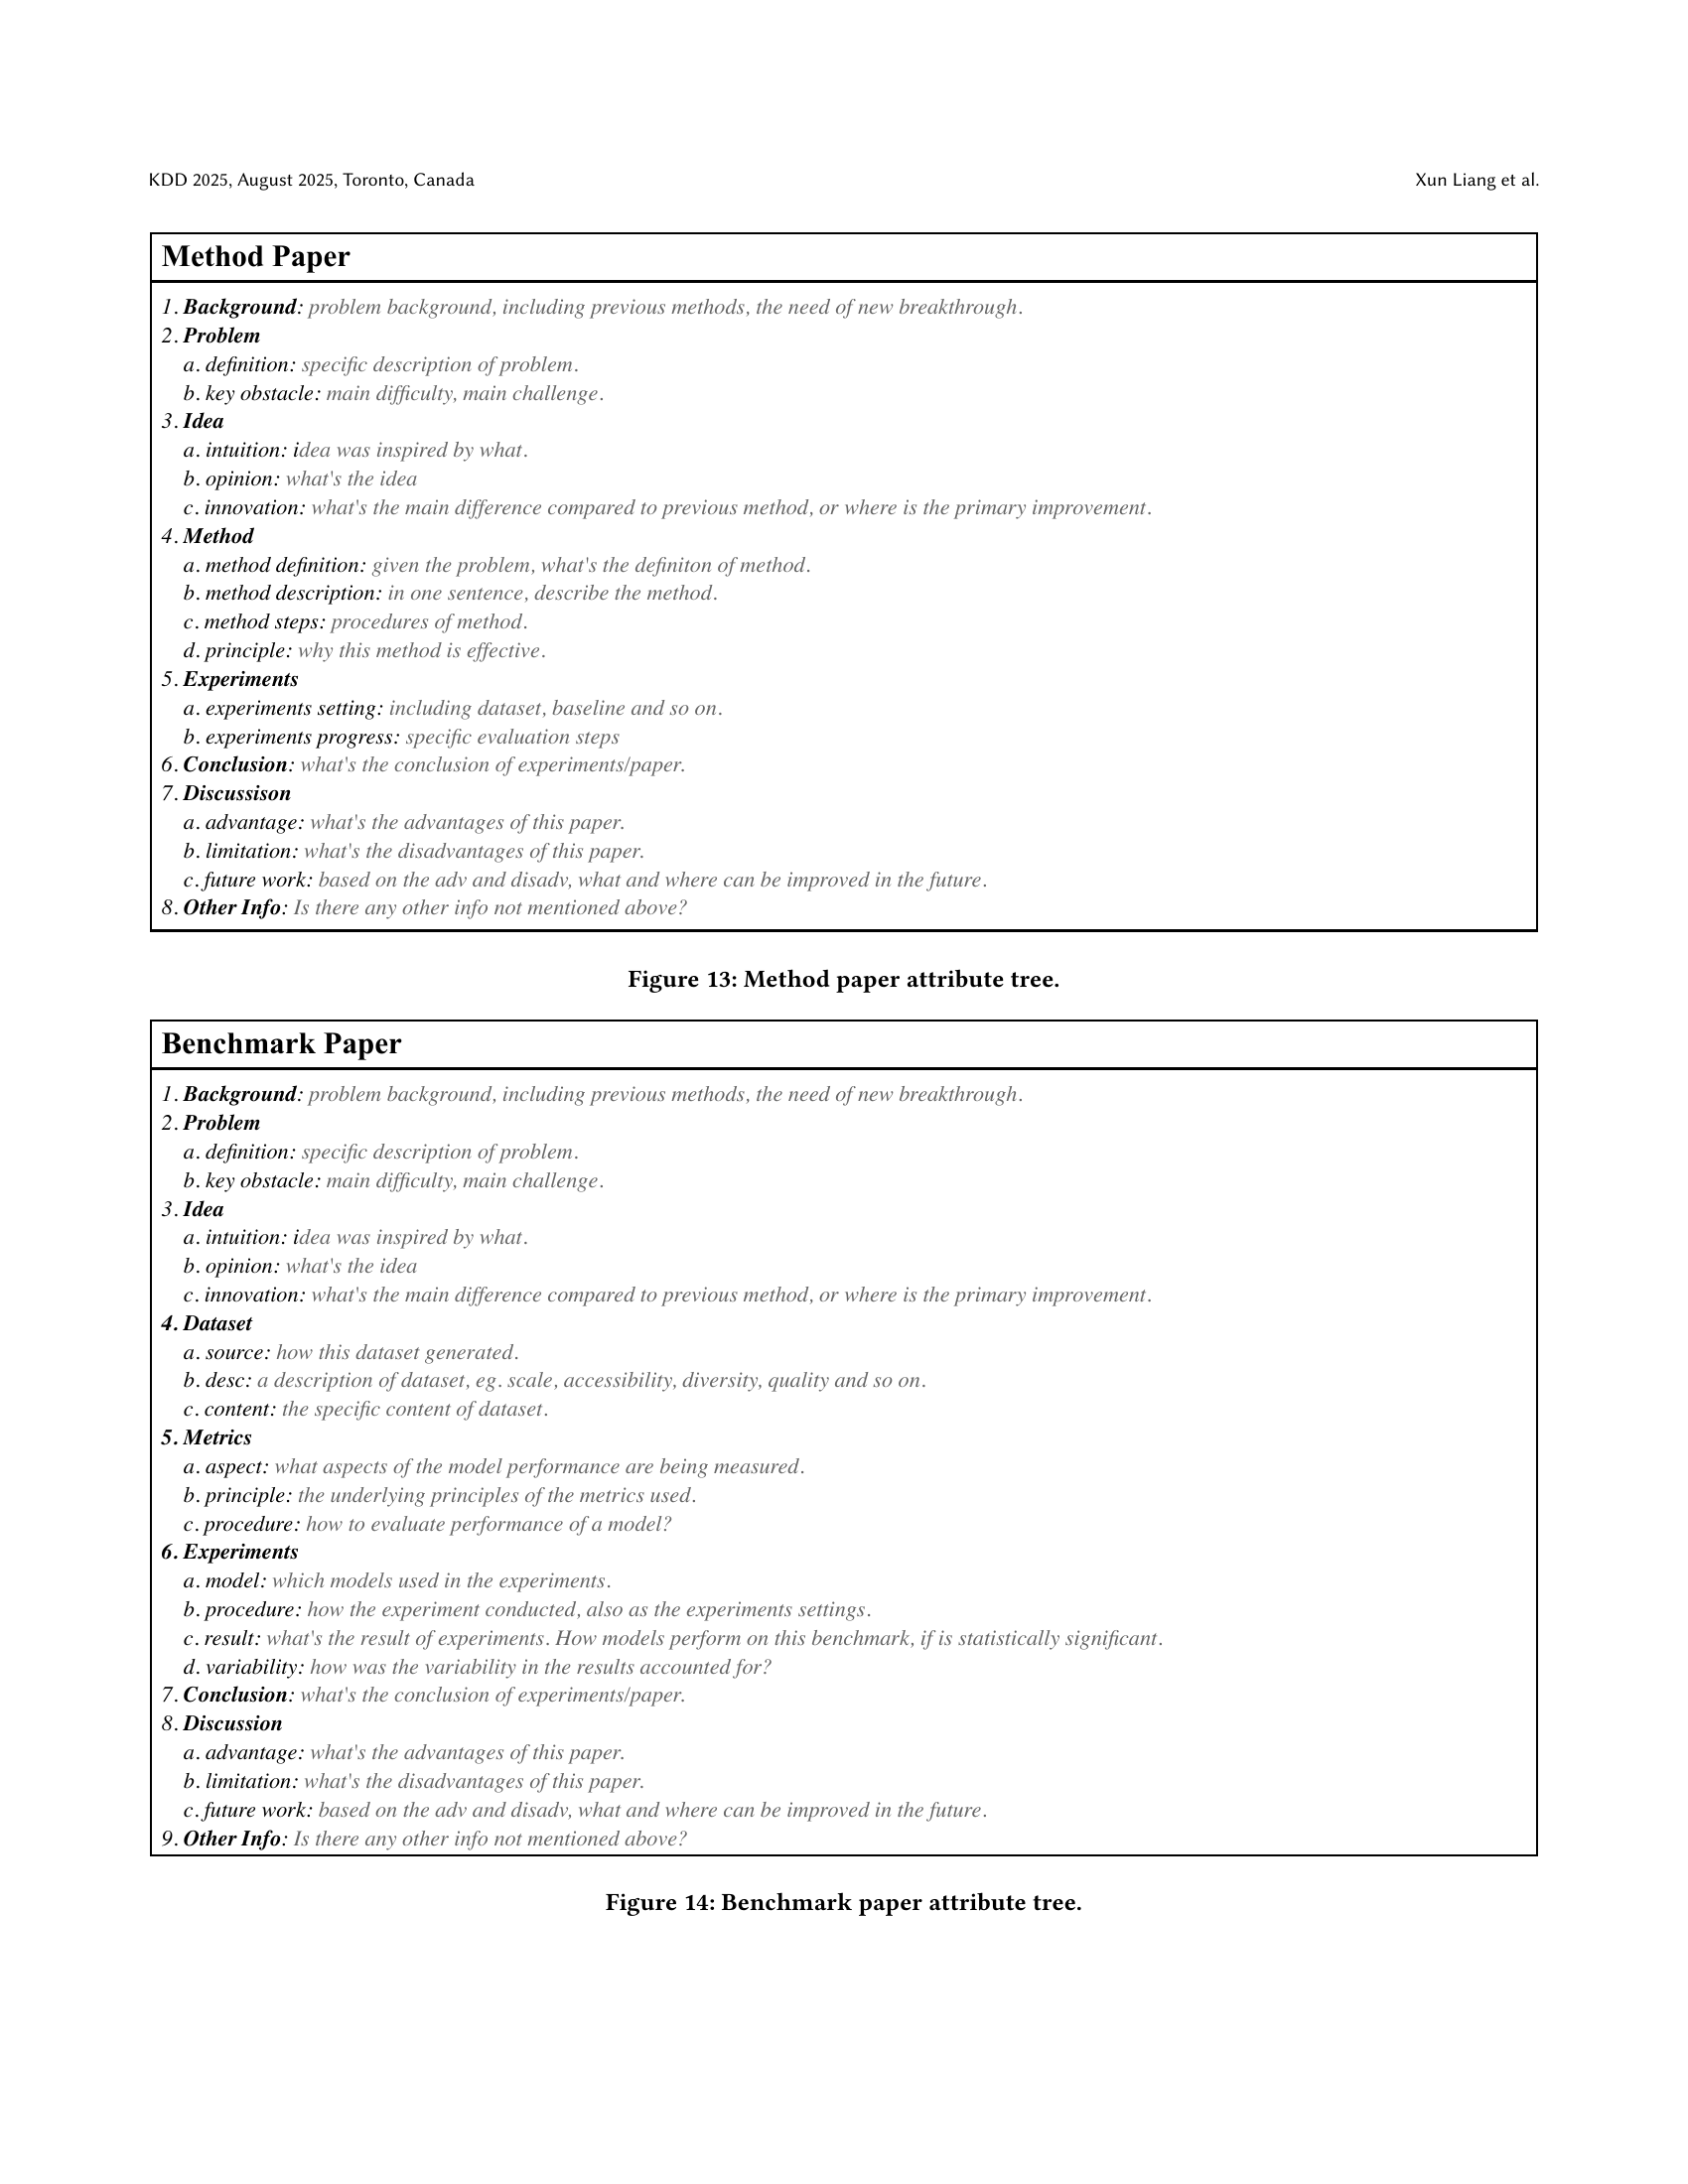 KDD 2025, August 2025, Toronto, Canada
Xun Liang et al.
Method Paper
1. Background: problem background, including previous methods, the need of new breakthrough.
2. Problem
a. definition: specific description of problem.
b. key obstacle: main difficulty, main challenge.
3. Idea
a. intuition: idea was inspired by what.
b. opinion: what's the idea
c. innovation: what's the main difference compared to previous method, or where is the primary improvement.
4. Method
a. method definition: given the problem, what's the definiton of method.
b. method description: in one sentence, describe the method.
c. method steps: procedures of method.
d. principle: why this method is effective.
5. Experiments
a. experiments setting: including dataset, baseline and so on.
b. experiments progress: specific evaluation steps
6. Conclusion: what's the conclusion of experiments/paper.
7. Discussison
a. advantage: what's the advantages of this paper.
b. limitation: what's the disadvantages of this paper.
c. future work: based on the adv and disadv, what and where can be improved in the future.
8. Other Info: Is there any other info not mentioned above?
Figure 13: Method paper attribute tree.
Benchmark Paper
1. Background: problem background, including previous methods, the need of new breakthrough.
2. Problem
a. definition: specific description of problem.
b. key obstacle: main difficulty, main challenge.
3. Idea
a. intuition: idea was inspired by what.
b. opinion: what's the idea
c. innovation: what's the main difference compared to previous method, or where is the primary improvement.
4. Dataset
a. source: how this dataset generated.
b. desc: a description of dataset, eg. scale, accessibility, diversity, quality and so on.
c. content: the specific content of dataset.
5. Metrics
a. aspect: what aspects of the model performance are being measured.
b. principle: the underlying principles of the metrics used.
c. procedure: how to evaluate performance of a model?
6. Experiments
a. model: which models used in the experiments.
b. procedure: how the experiment conducted, also as the experiments settings.
c. result: what's the result of experiments. How models perform on this benchmark, if is statistically significant.
d. variability: how was the variability in the results accounted for?
7. Conclusion: what's the conclusion of experiments/paper.
8. Discussion
a. advantage: what's the advantages of this paper.
b. limitation: what's the disadvantages of this paper.
c. future work: based on the adv and disadv, what and where can be improved in the future.
9. Other Info: Is there any other info not mentioned above?
Figure 14: Benchmark paper attribute tree.